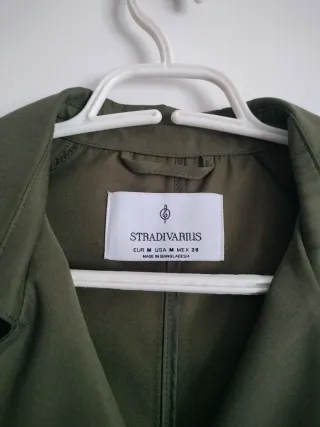 STRADIVARIUS
EUR M USA M MEX 28
MADE IN BANGLADESH